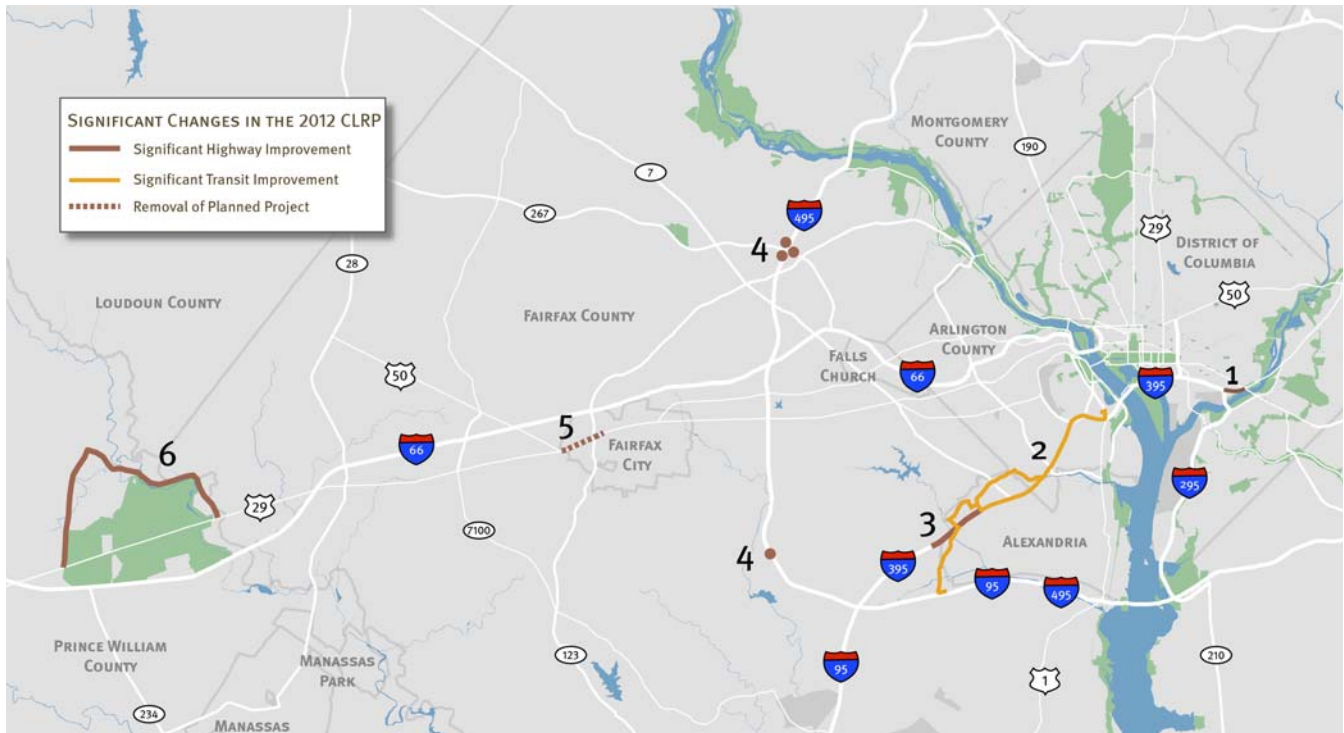 Significant Changes in the 2012 CLRP
Significant Highway Improvement
Significant Transit Improvement
Removal of Planned Project
Montgomery
County
190
7
495
267
4
29
District of
Columbia
28
50
Loudoun County
Fairfax County
Arlington
County
Falls
Church
66
395
1
50
5
Fairfax
City
66
2
6
29
295
7100
3
4
Alexandria
395
95
495
Prince William
County
Manassas
Park
123
95
210
1
234
Manassas